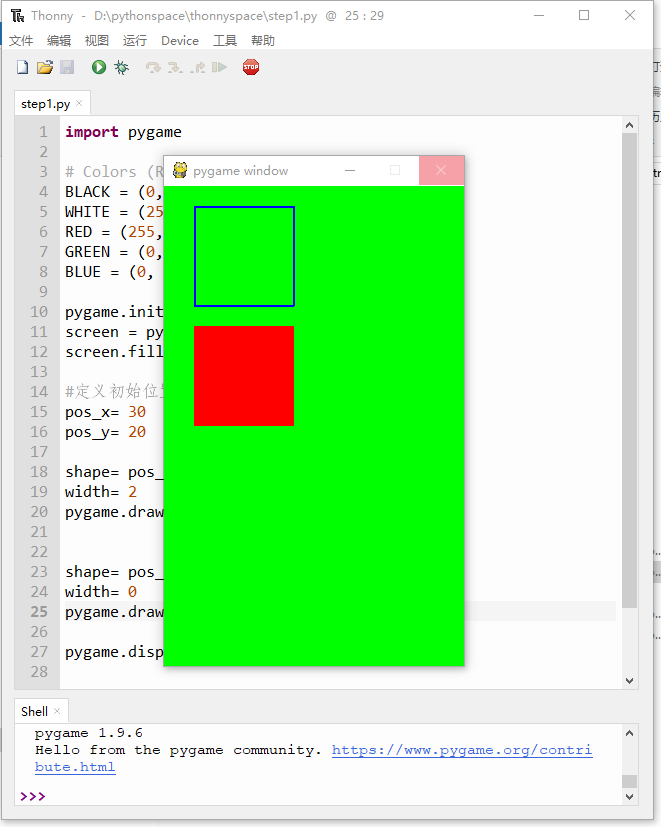 Thonny - D:\pythonspace\thonnyspace\step1.py @ 25 : 29
文件 编辑 视图 运行 Device 工具 帮助
STOP
step1.py ×
1 import pygame
2
3 # Colors (R
4 BLACK = (0,
5 WHITE = (25
6 RED = (255,
7 GREEN = (0,
8 BLUE = (0,
9
10 pygame.init
11 screen = py
12 screen.fill
13
14 #定义初始位置
15 pos_x= 30
16 pos_y= 20
17
18 shape= pos_
19 width= 2
20 pygame.draw
21
22
23 shape= pos_
24 width= 0
25 pygame.draw
26
27 pygame.disp
28
pygame window
Shell ×
pygame 1.9.6
Hello from the pygame community. https://www.pygame.org/contri
bute.html
>>>